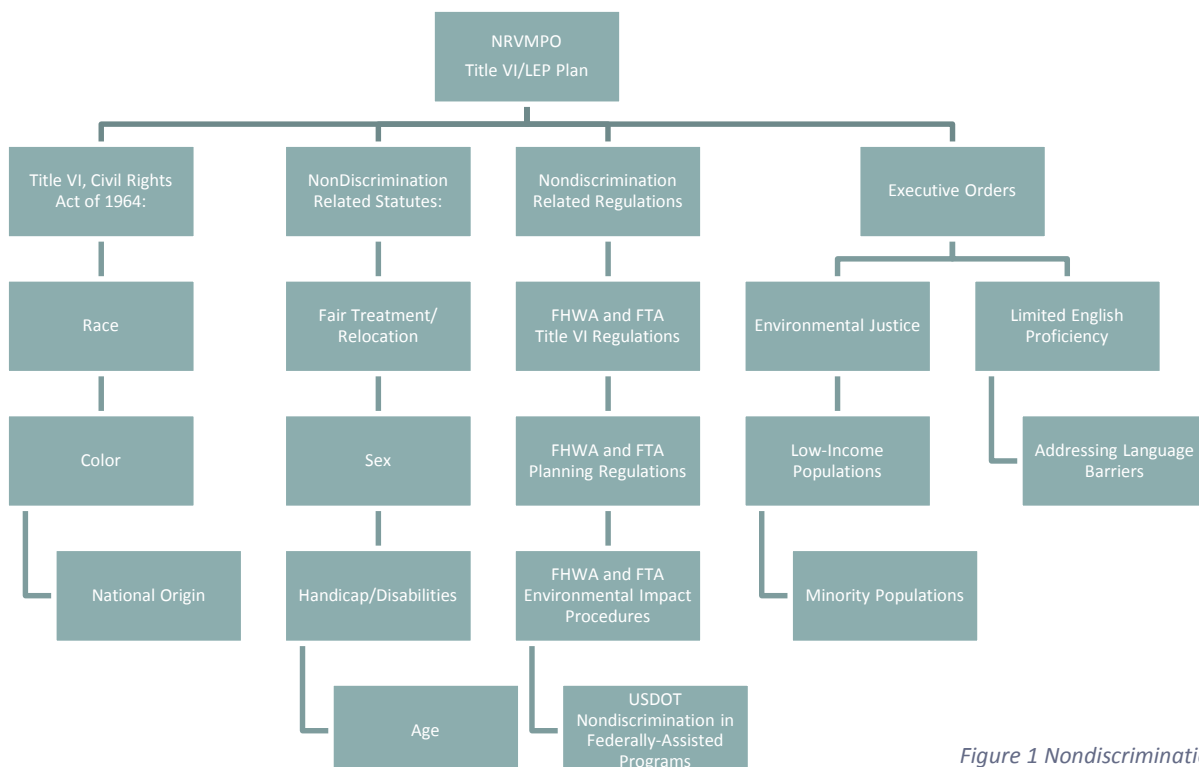 NRVMPO
Title VI/LEP Plan
Title VI, Civil Rights
Act of 1964:
NonDiscrimination
Related Statutes:
Nondiscrimination
Related Regulations
Executive Orders
Race
Fair Treatment/
Relocation
FHWA and FTA
Title VI Regulations
Environmental Justice
Limited English
Proficiency
Color
Sex
FHWA and FTA
Planning Regulations
Low-Income
Populations
Addressing Language
Barriers
National Origin
Handicap/Disabilities
FHWA and FTA
Environmental Impact
Procedures
Minority Populations
Age
USDOT
Nondiscrimination in
Federally-Assisted
Programs
Figure 1